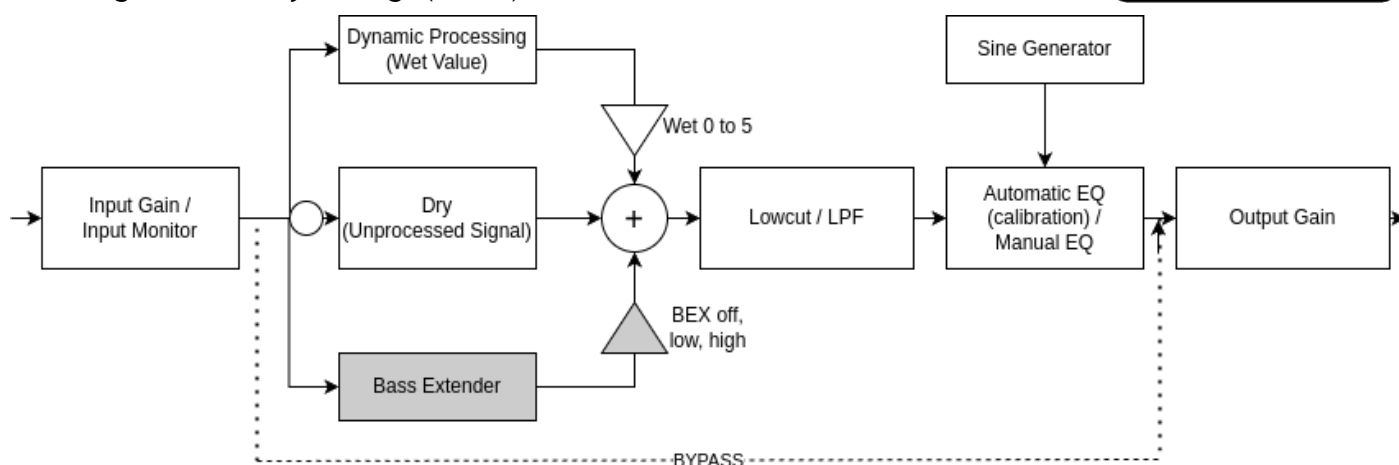 Dynamic Processing
(Wet Value)
Sine Generator
Wet 0 to 5
Input Gain /
Input Monitor
Dry
(Unprocessed Signal)
+
Lowcut / LPF
Automatic EQ
(calibration) /
Manual EQ
Output Gain
BEX off,
low, high
Bass Extender
BYPASS